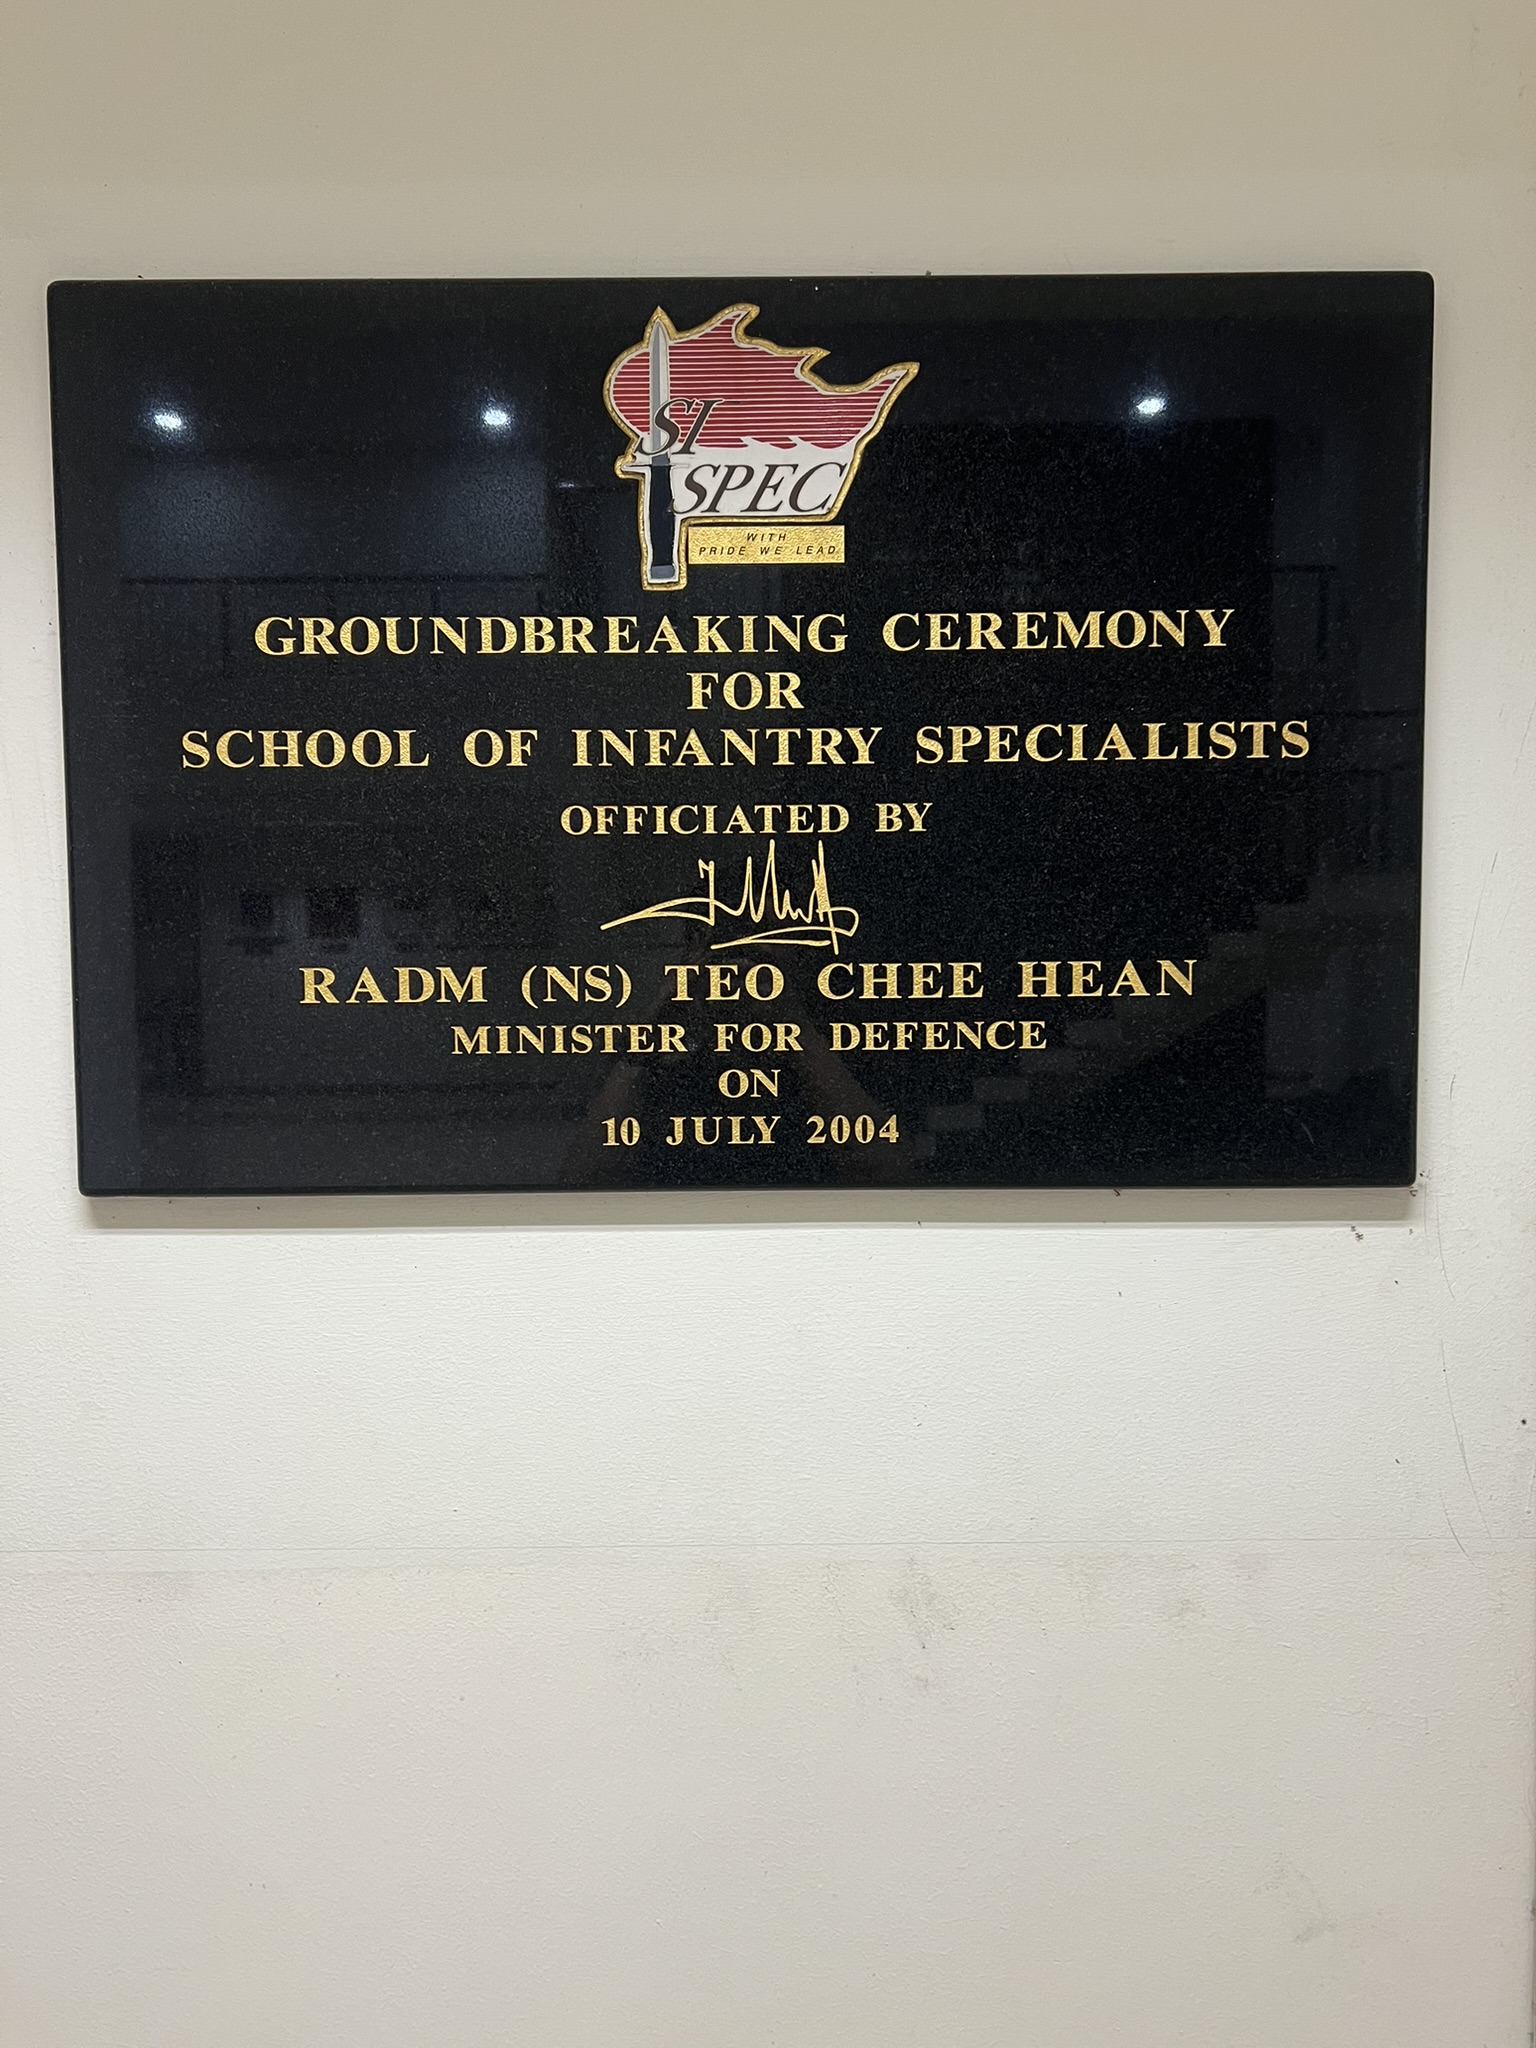 SI
SPEC
WITH
PRIDE WE LEAD
GROUNDBREAKING CEREMONY
FOR
SCHOOL OF INFANTRY SPECIALISTS
OFFICIATED BY
RADM (NS) TEO CHEE HEAN
MINISTER FOR DEFENCE
ON
10 JULY 2004